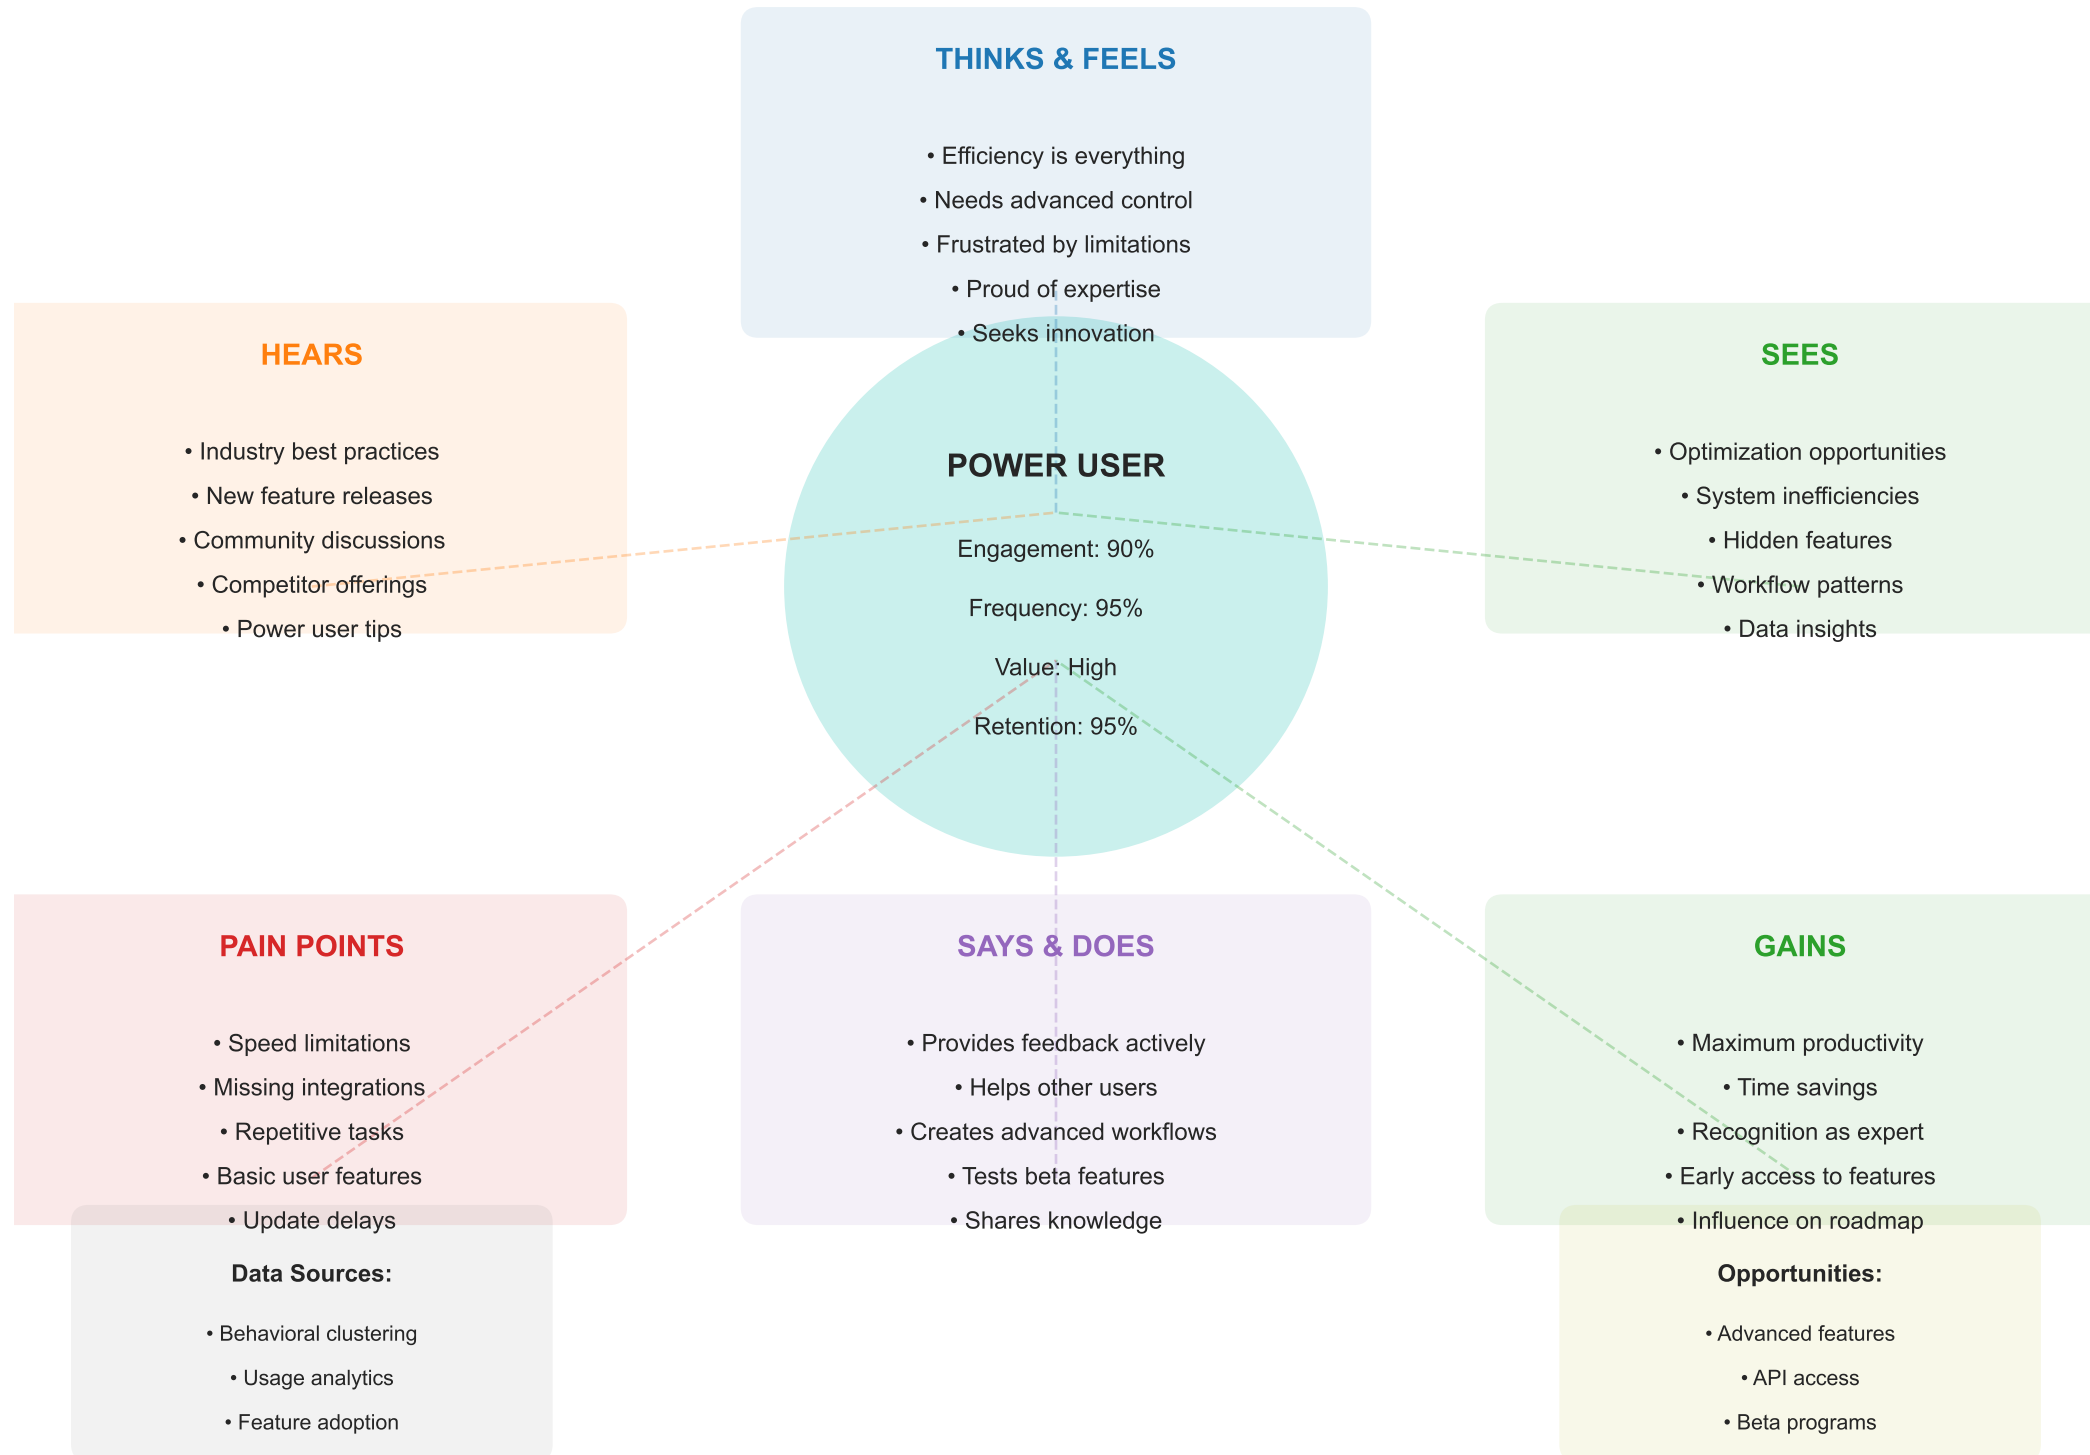 THINKS & FEELS
• Efficiency is everything
• Needs advanced control
• Frustrated by limitations
• Proud of expertise
• Seeks innovation
HEARS
• Industry best practices
• New feature releases
• Community discussions
• Competitor offerings
• Power user tips
POWER USER
Engagement: 90%
Frequency: 95%
Value: High
Retention: 95%
SEES
• Optimization opportunities
• System inefficiencies
• Hidden features
• Workflow patterns
• Data insights
PAIN POINTS
• Speed limitations
• Missing integrations
• Repetitive tasks
• Basic user features
• Update delays
SAYS & DOES
• Provides feedback actively
• Helps other users
• Creates advanced workflows
• Tests beta features
• Shares knowledge
GAINS
• Maximum productivity
• Time savings
• Recognition as expert
• Early access to features
• Influence on roadmap
Data Sources:
• Behavioral clustering
• Usage analytics
• Feature adoption
Opportunities:
• Advanced features
• API access
• Beta programs